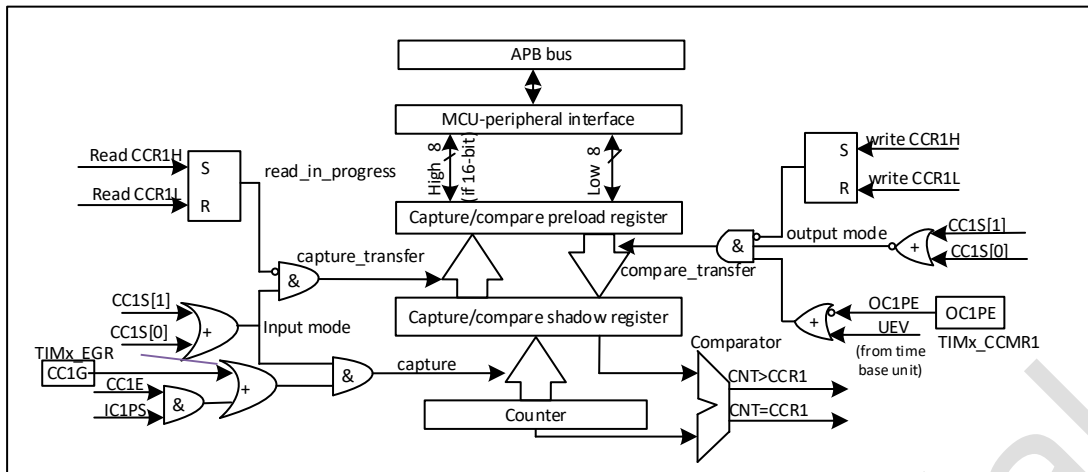 APB bus
MCU-peripheral interface
High 8
(if 16-bit)
Low 8
Read CCR1H
Read CCR1L
S
R
read_in_progress
write CCR1H
write CCR1L
S
R
Capture/compare preload register
output mode
CC1S[1]
CC1S[0]
&
+
capture_transfer
&
compare_transfer
CC1S[1]
CC1S[0]
+
Input mode
Capture/compare shadow register
OC1PE
UEV
(from time
base unit)
+
OC1PE
TIMx_CCMR1
TIMx_EGR
CC1G
CC1E
IC1PS
&
+
&
capture
Comparator
CNT>CCR1
CNT=CCR1
Counter